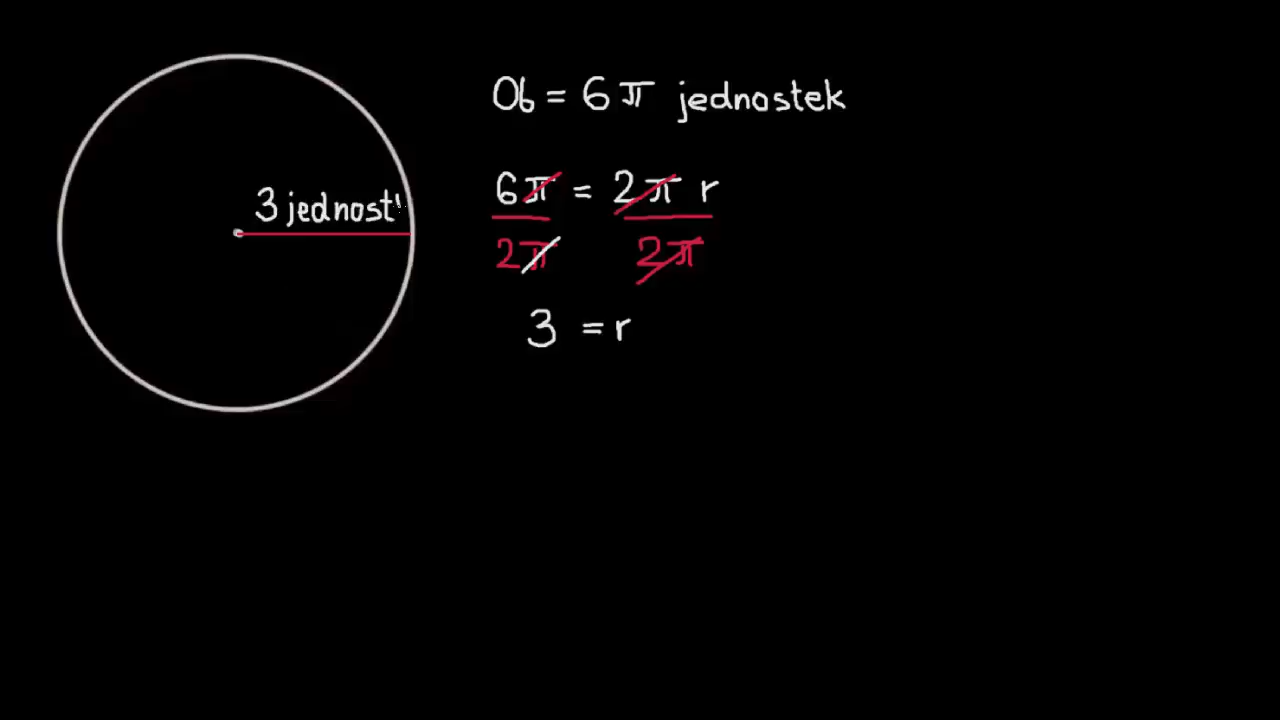 Ob = 6π jednostek
6π = 2π r
2π 2π
3 jednost
3 = r